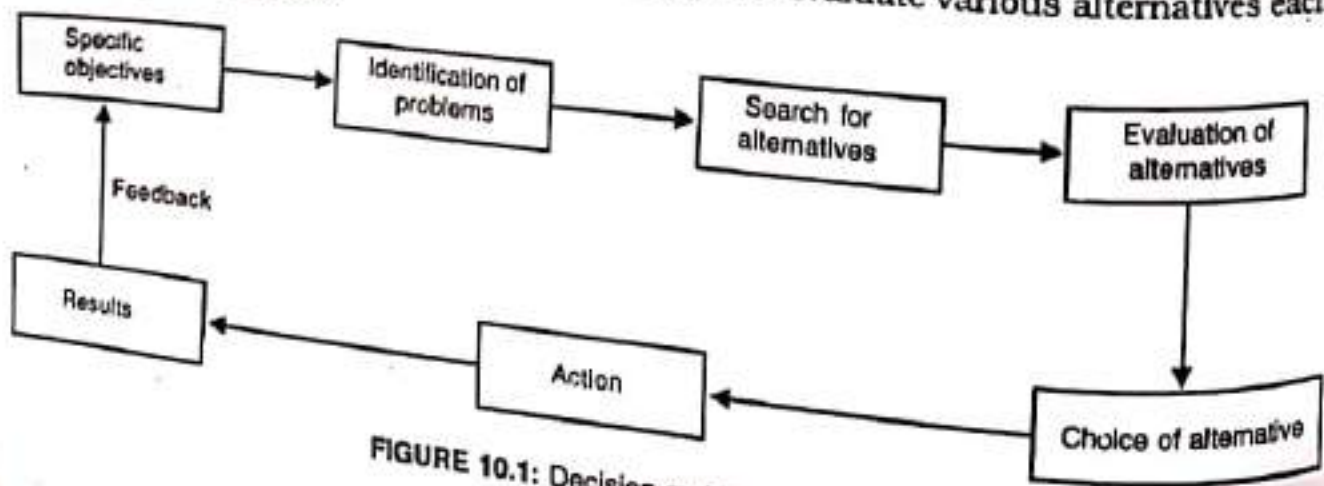 various alternatives each
Specific
objectives
Identification of
problems
Search for
alternatives
Evaluation of
alternatives
Feedback
Results
Action
Choice of alternative
FIGURE 10.1: Decision